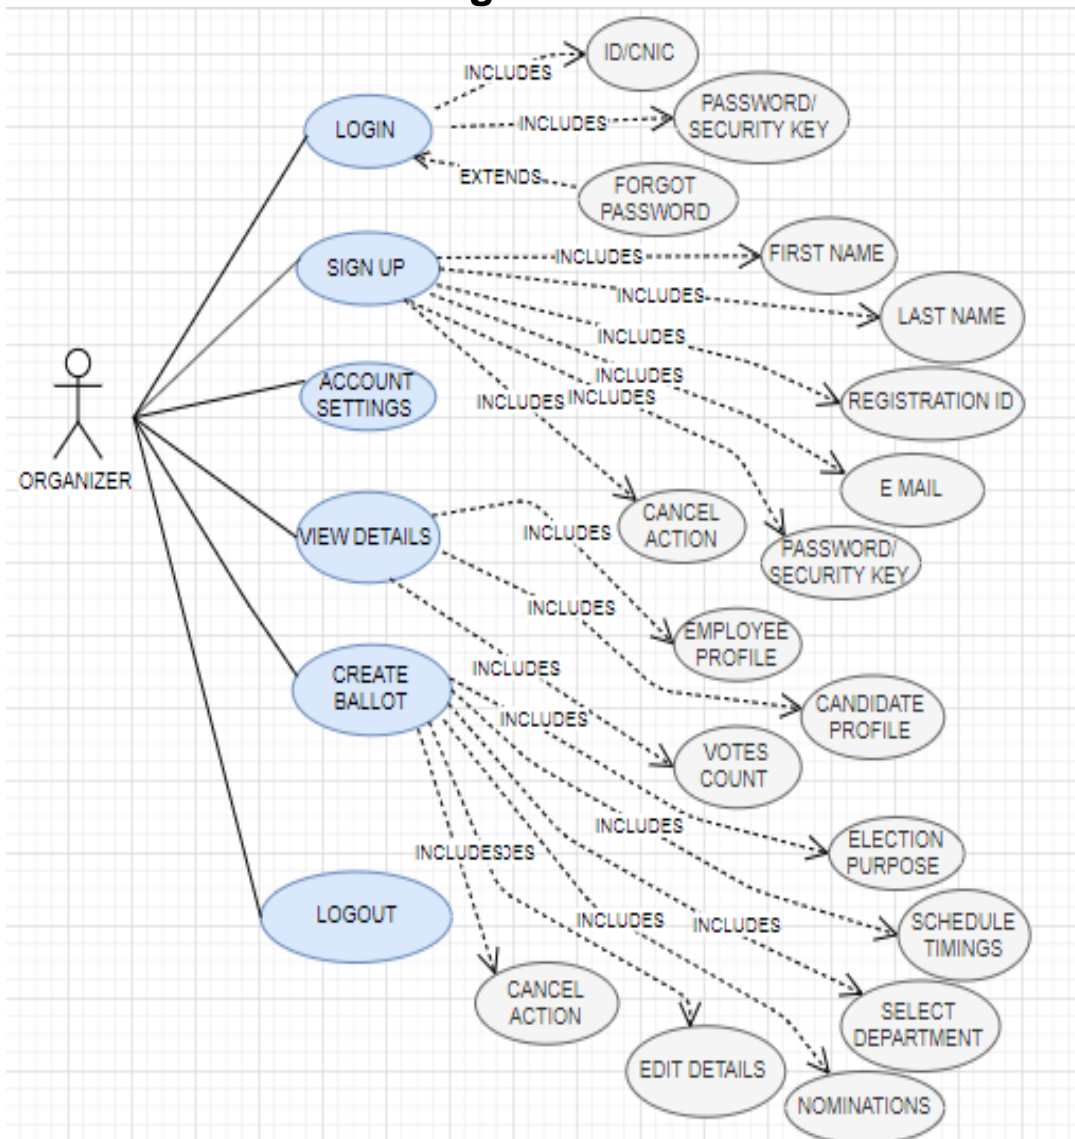 g
ID/CNIC
INCLUDES
PASSWORD/
SECURITY KEY
LOGIN
INCLUDES
EXTENDS
FORGOT
PASSWORD
FIRST NAME
INCLUDES
SIGN UP
INCLUDES
LAST NAME
INCLUDES
ACCOUNT
SETTINGS
INCLUDES
INCLUDES
INCLUDES
REGISTRATION ID
ORGANIZER
E MAIL
CANCEL
ACTION
VIEW DETAILS
INCLUDES
PASSWORD/
SECURITY KEY
INCLUDES
EMPLOYEE
PROFILE
CREATE
BALLOT
INCLUDES
CANDIDATE
PROFILE
INCLUDES
VOTES
COUNT
INCLUDES
ELECTION
PURPOSE
INCLUDES
DES
LOGOUT
INCLUDES
INCLUDES
SCHEDULE
TIMINGS
CANCEL
ACTION
SELECT
DEPARTMENT
EDIT DETAILS
NOMINATIONS